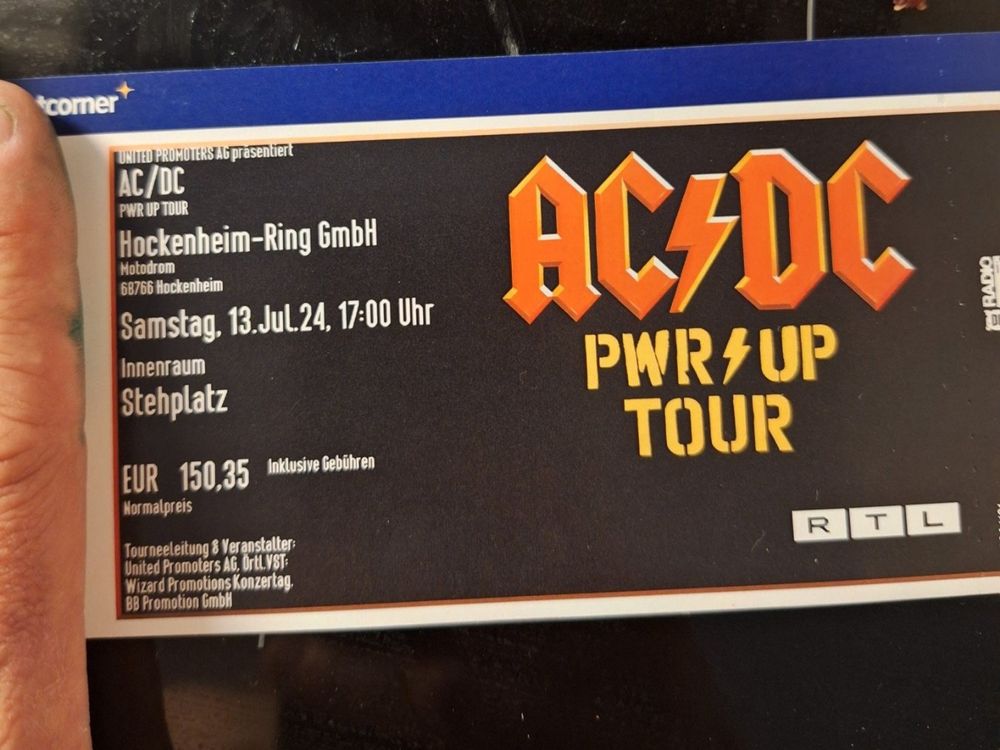 tcorner
UNITED PROMOTERS AG präsentiert
AC/DC
PWR UP TOUR
Hockenheim-Ring GmbH
Motodrom
68766 Hockenheim
Samstag, 13.Jul.24, 17:00 Uhr
Innenraum
Stehplatz
EUR 150,35 Inklusive Gebühren
Normalpreis
Tourneeleitung & Veranstalter:
United Promoters AG, Örtl.VST:
Wizard Promotions Konzertag.
BB Promotion GmbH
AC/DC
PWR UP
TOUR
RTL
RADIO